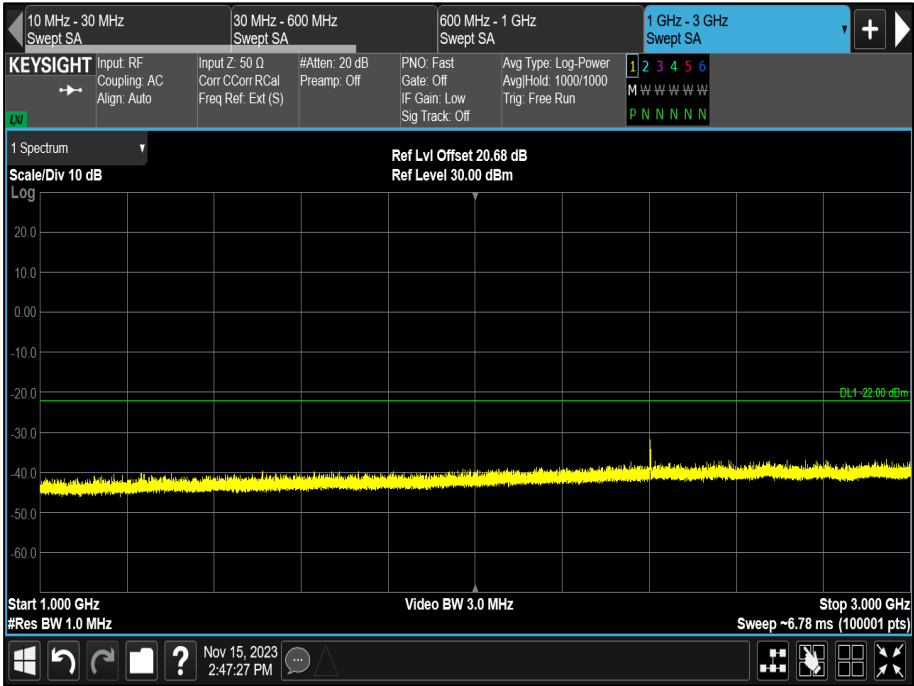 10 MHz - 30 MHz
Swept SA
30 MHz - 600 MHz
Swept SA
600 MHz - 1 GHz
Swept SA
1 GHz - 3 GHz
Swept SA
KEYSIGHT
LXI
Input: RF
Coupling: AC
Align: Auto
Input Z: 50 Ω
Corr CCorr RCal
Freq Ref: Ext (S)
#Atten: 20 dB
Preamp: Off
PNO: Fast
Gate: Off
IF Gain: Low
Sig Track: Off
Avg Type: Log-Power
Avg|Hold: 1000/1000
Trig: Free Run
1 2 3 4 5 6
M W W W W W
P N N N N N
1 Spectrum
Scale/Div 10 dB
Ref Lvl Offset 20.68 dB
Ref Level 30.00 dBm
Log
20.0
10.0
0.00
-10.0
-20.0
DL1 -22.00 dBm
-30.0
-40.0
-50.0
-60.0
Start 1.000 GHz
Video BW 3.0 MHz
Stop 3.000 GHz
#Res BW 1.0 MHz
Sweep ~6.78 ms (100001 pts)
?
Nov 15, 2023
2:47:27 PM